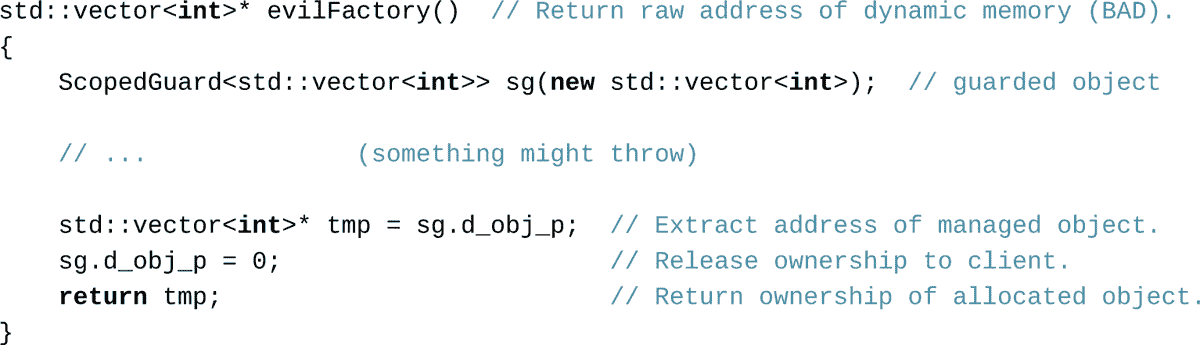 std::vector<int>* evilFactory()  // Return raw address of dynamic memory (BAD).
{
    ScopedGuard<std::vector<int>> sg(new std::vector<int>);  // guarded object
    // ...              (something might throw)
    std::vector<int>* tmp = sg.d_obj_p;  // Extract address of managed object.
    sg.d_obj_p = 0;                      // Release ownership to client.
    return tmp;                          // Return ownership of allocated object.
}